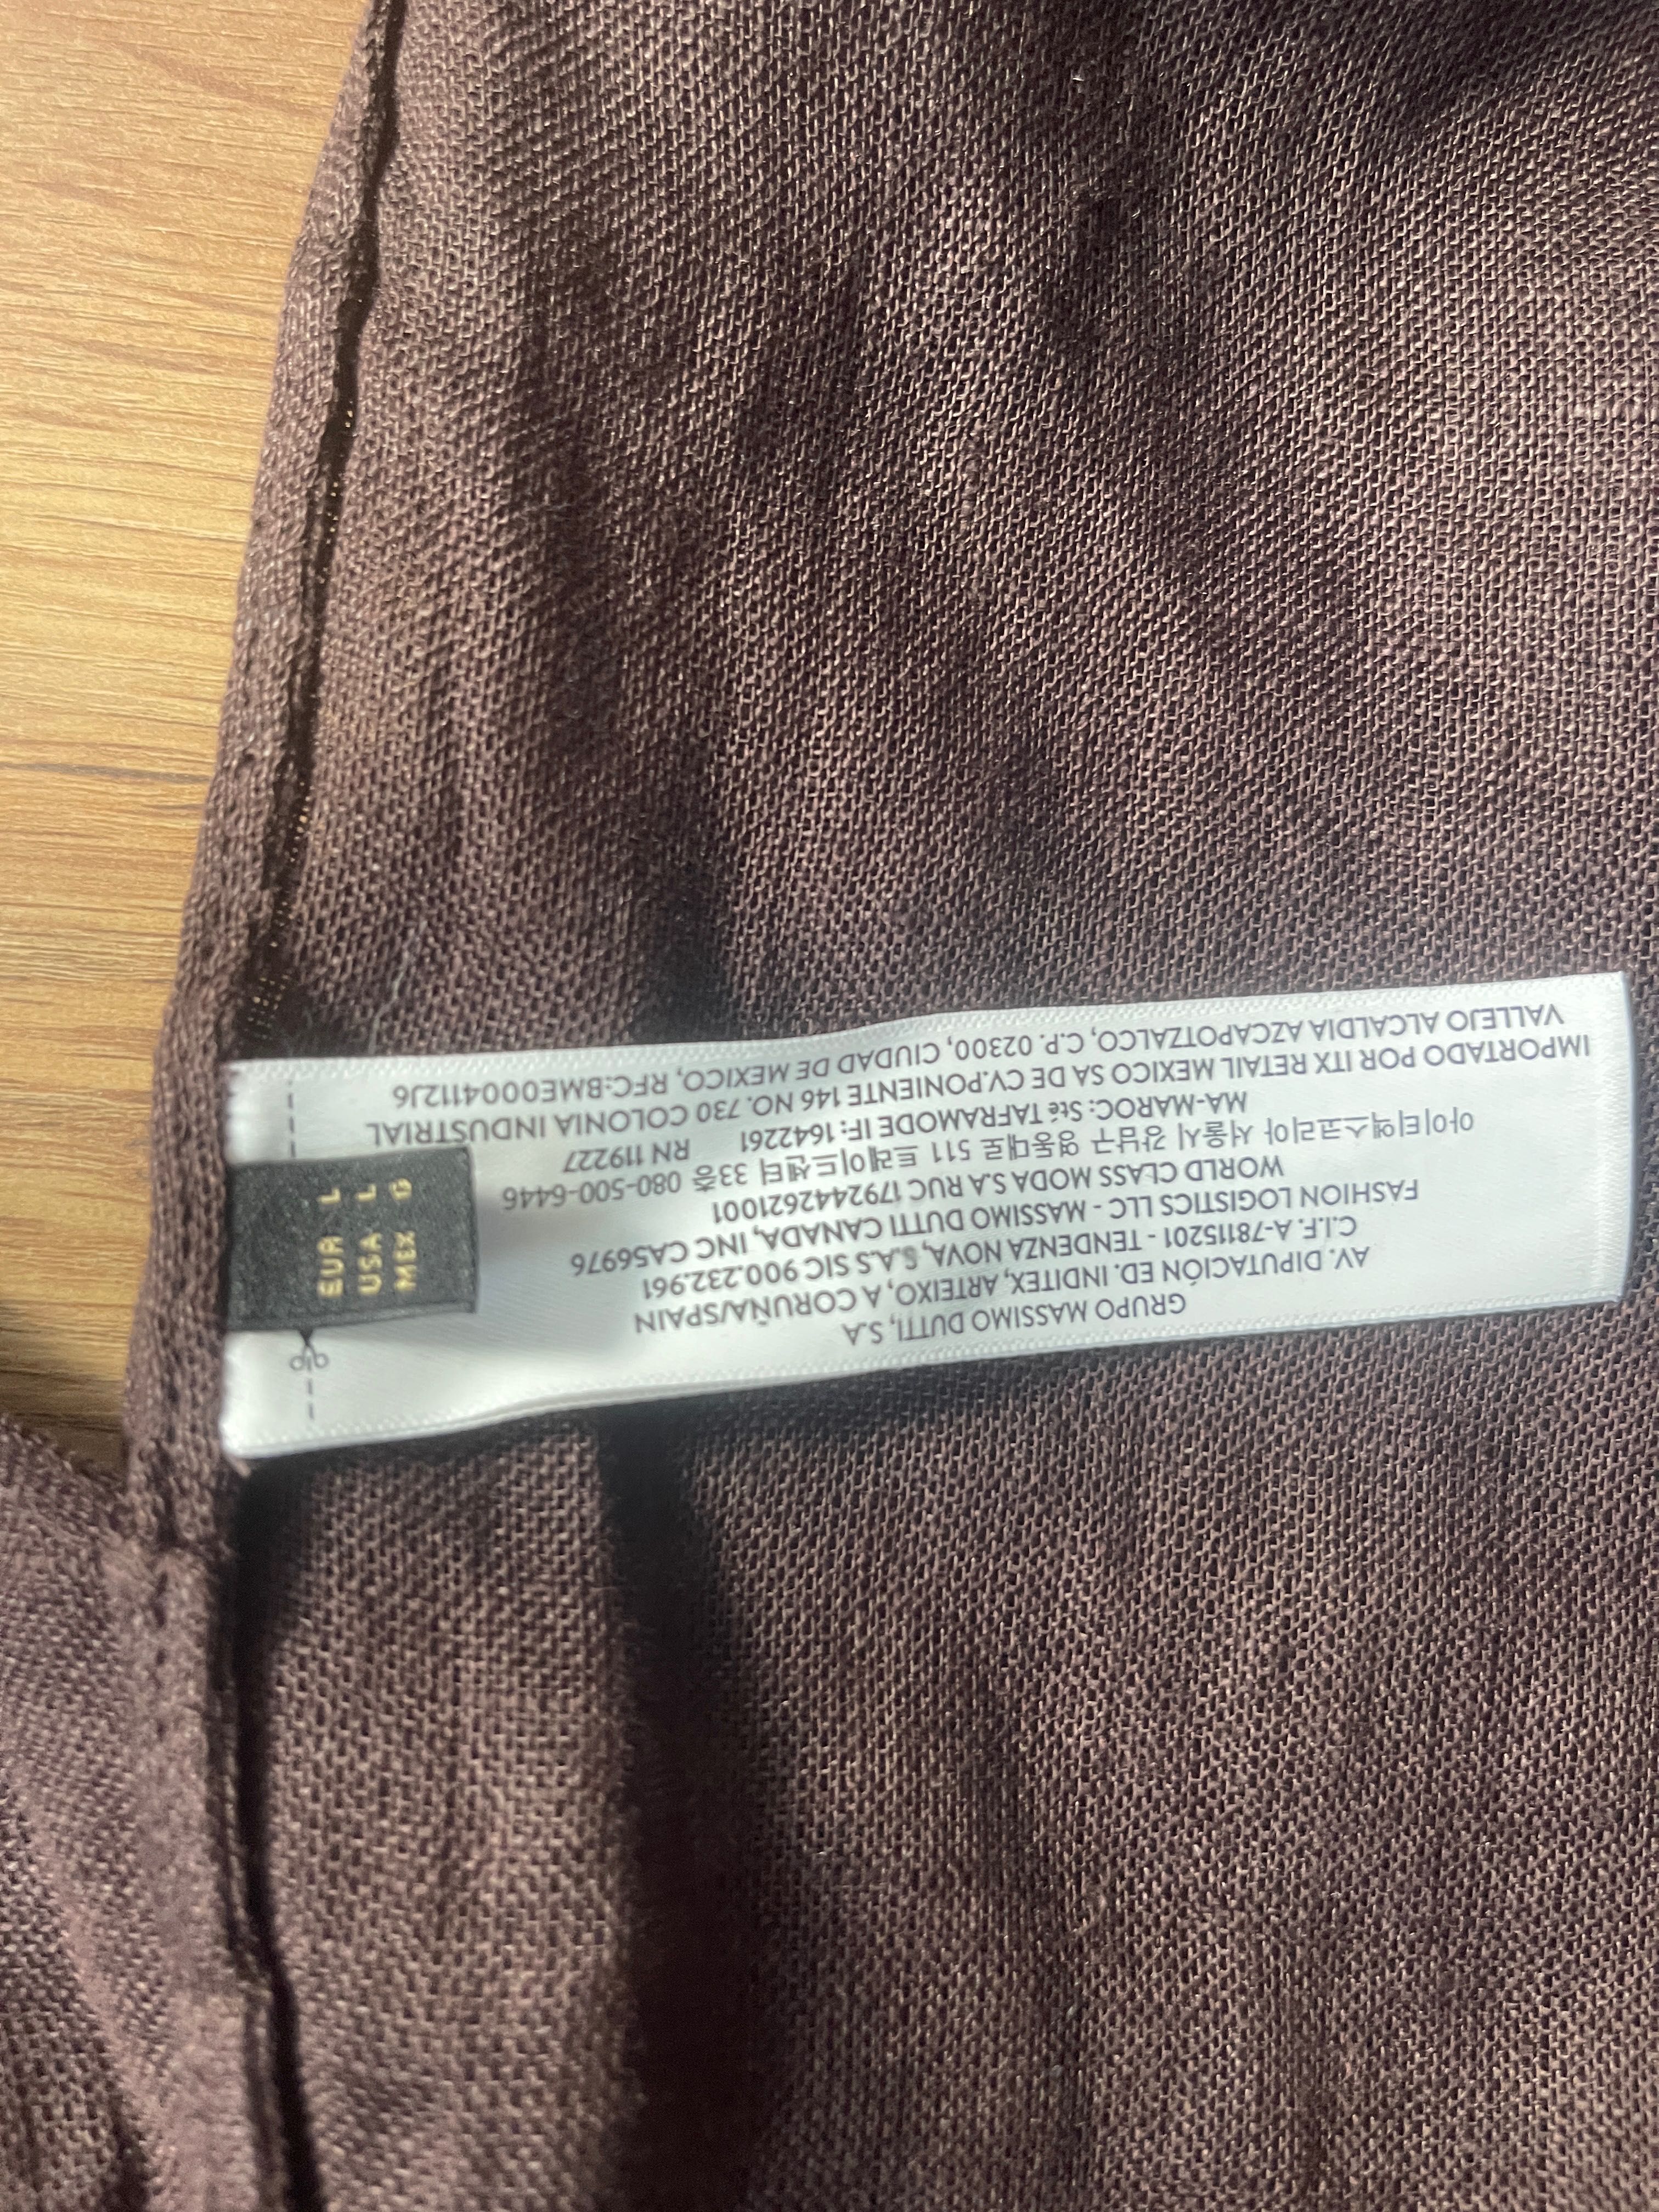 GRUPO MASSIMO DUTTI, S.A
AV. DIPUTACIÓN ED. INDITEX, ARTEIXO, A CORUÑA/SPAIN
C.I.F. A-78115201 - TENDENZA NOVA, S.A.S SIC 900.232.961
FASHION LOGISTICS LLC - MASSIMO DUTTI CANADA, INC CA56976
WORLD CLASS MODA S.A RUC 1792442621001
아이티엑스코리아 서울시 강남구 영동대로 511 트레이드센터 33층 080-500-6446
MA-MAROC: Sté TAFRAMODE IF: 1642261 RN 119227
IMPORTADO POR ITX RETAIL MEXICO SA DE CV.PONIENTE 146 NO. 730 COLONIA INDUSTRIAL
VALLEJO ALCALDIA AZCAPOTZALCO, C.P. 02300, CIUDAD DE MEXICO, RFC:BME0004112J6
EUR L
USA L
MEX G